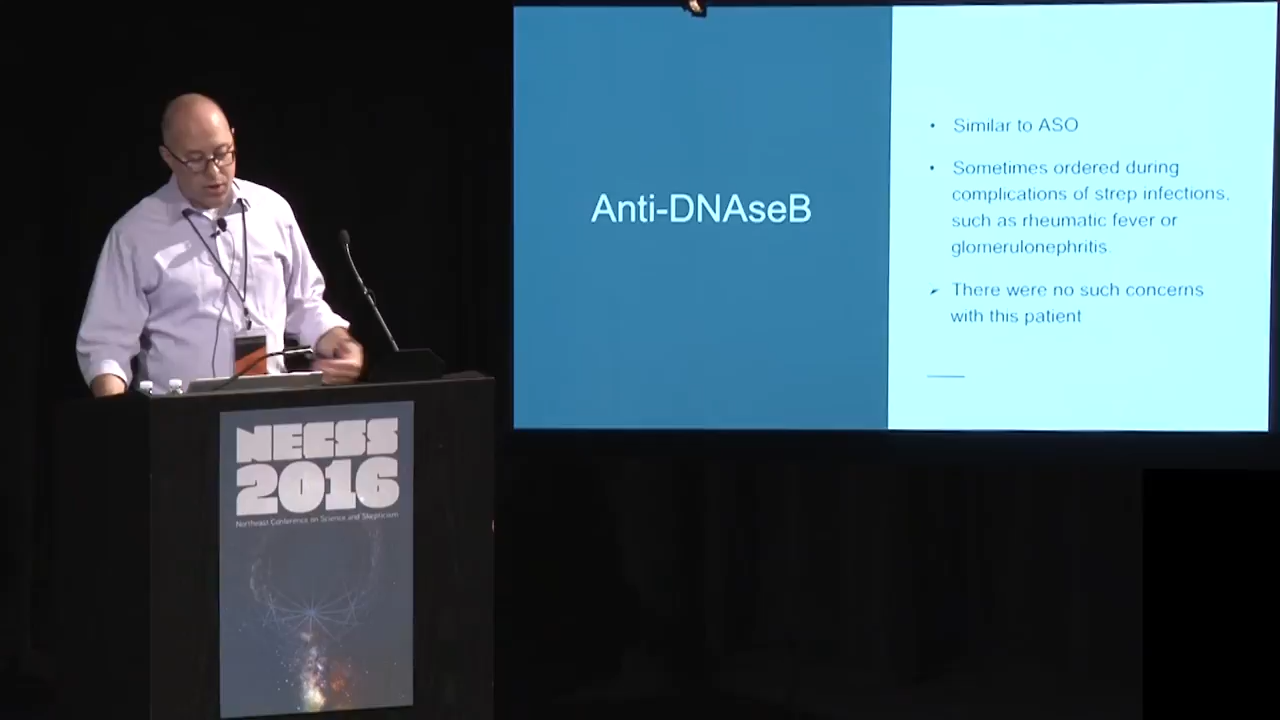 Anti-DNAseB
• Similar to ASO
• Sometimes ordered during
complications of strep infections,
such as rheumatic fever or
glomerulonephritis.
There were no such concerns
with this patient
NECSS
2016
Northeast Conference on Science and Skepticism